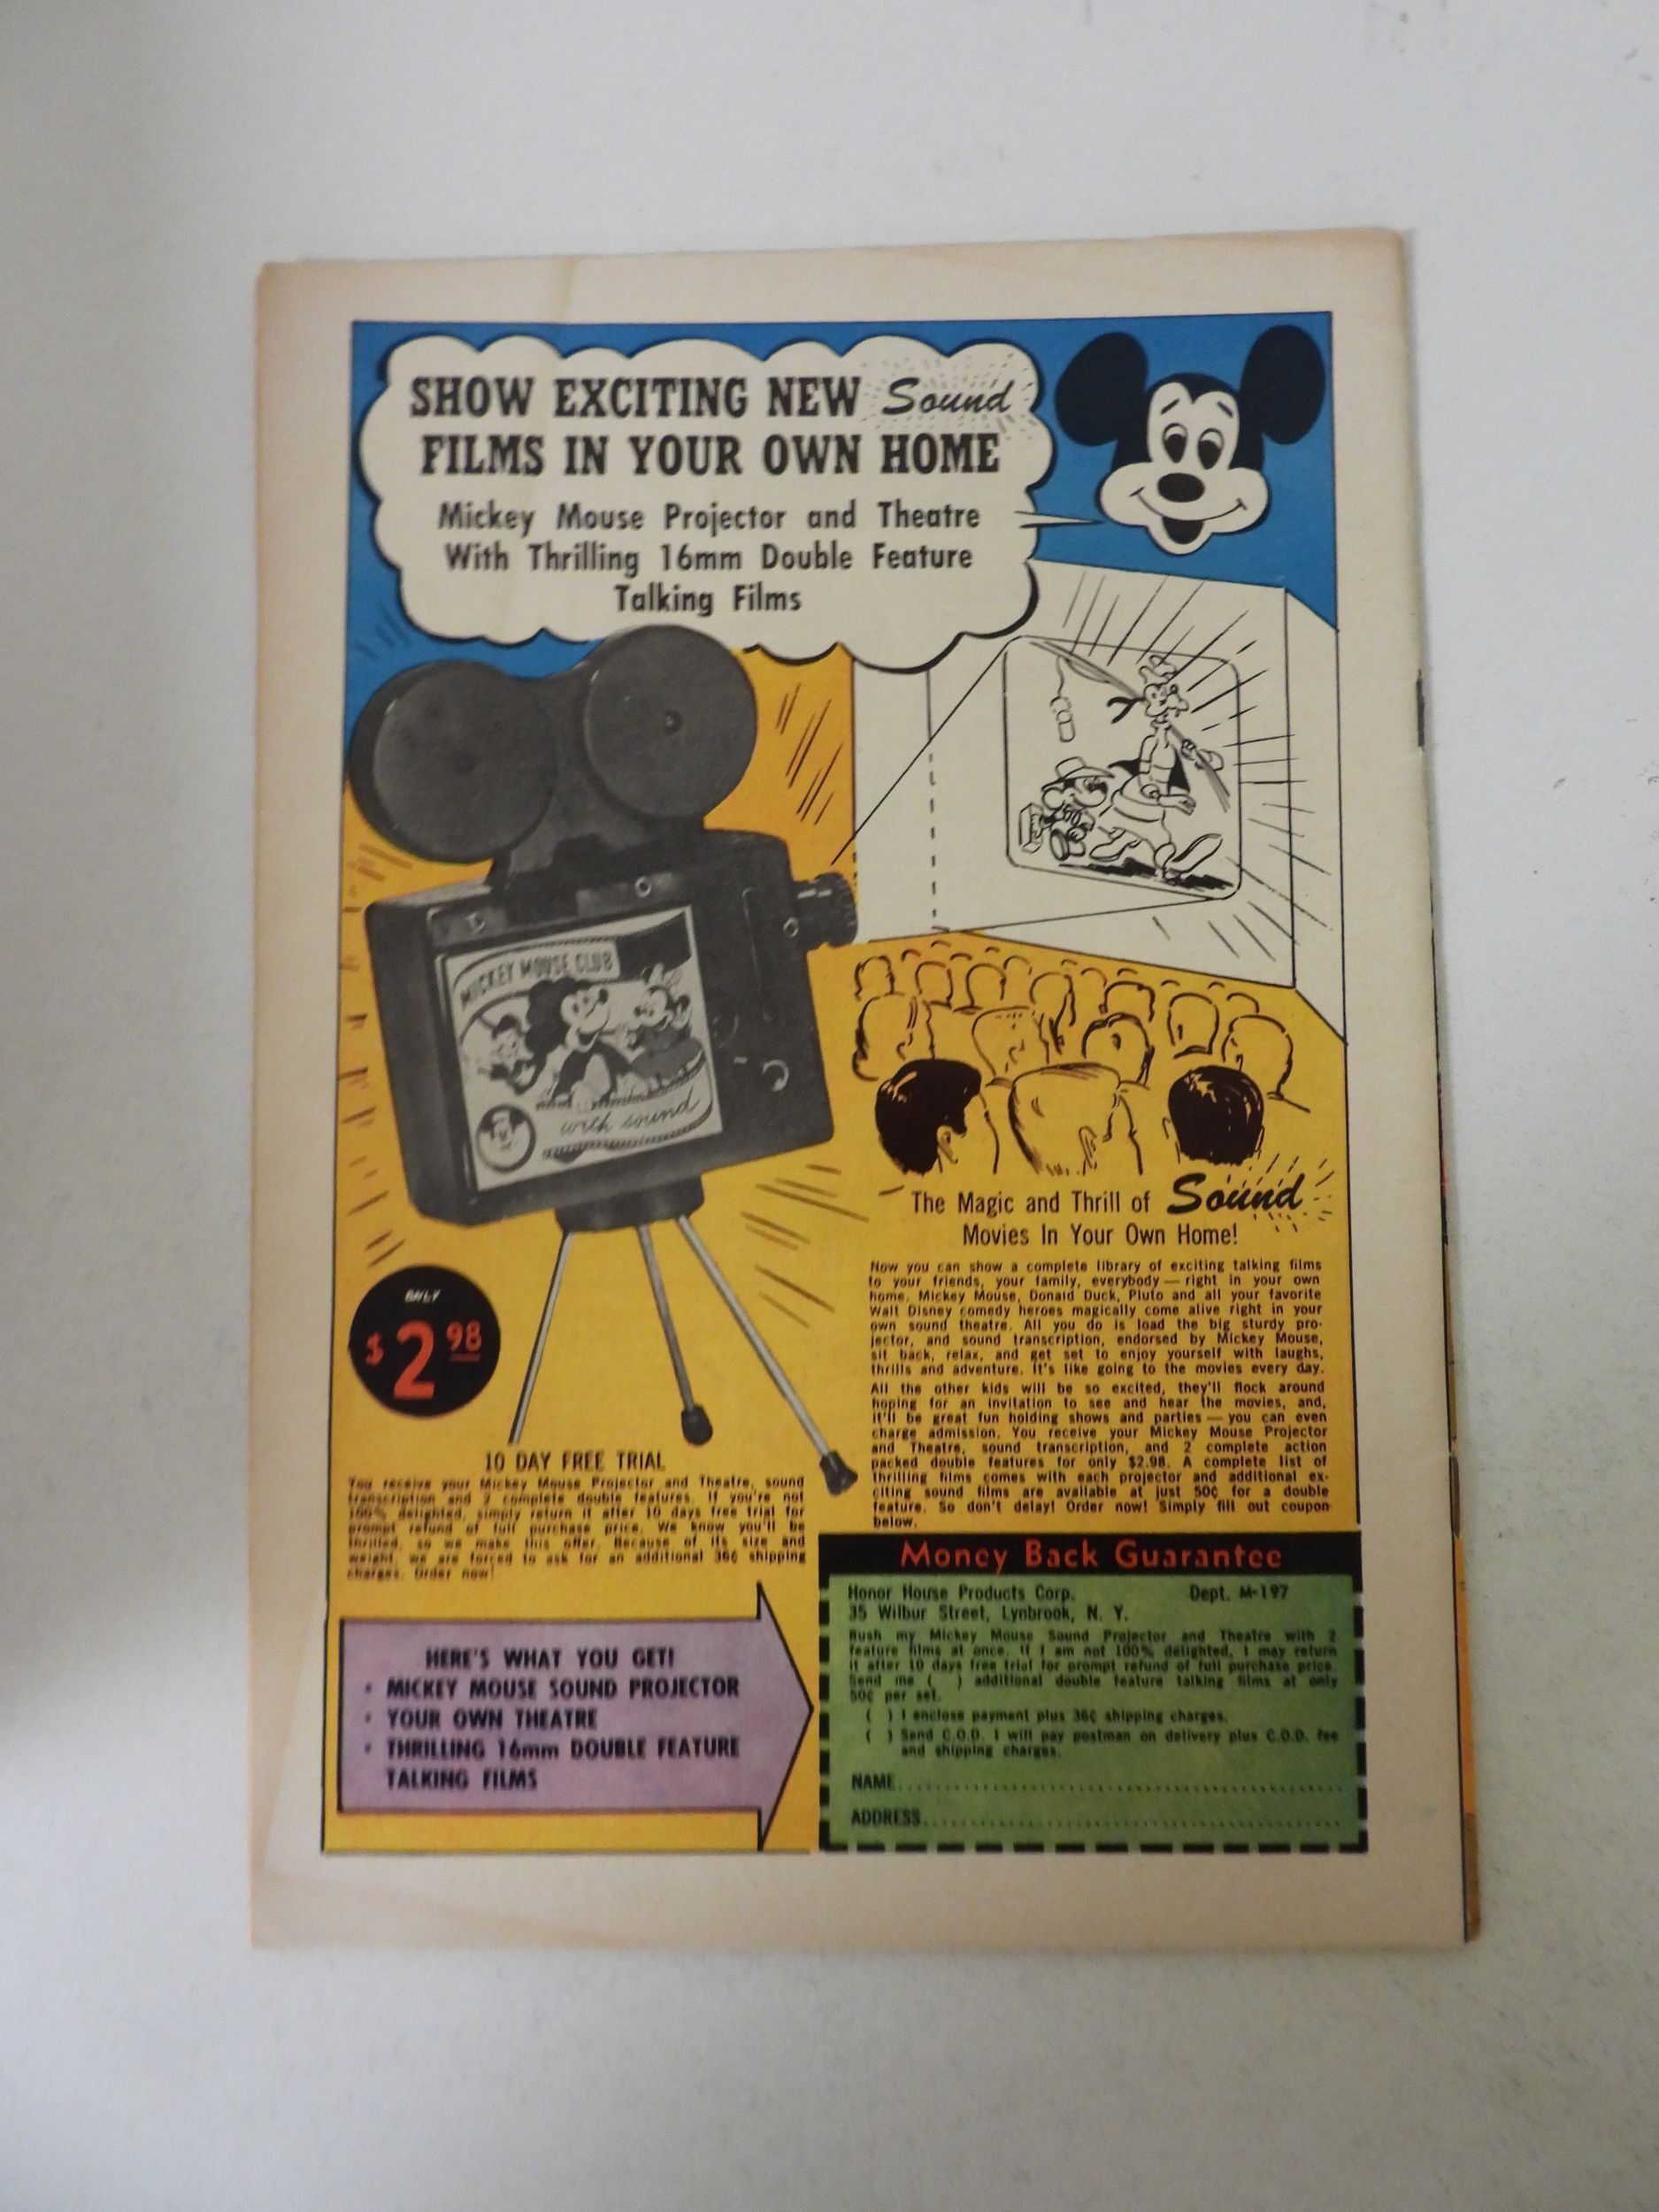 SHOW EXCITING NEW Sound
FILMS IN YOUR OWN HOME
Mickey Mouse Projector and Theatre
With Thrilling 16mm Double Feature
Talking Films
MICKEY MOUSE CLUB
with sound
The Magic and Thrill of Sound
Movies In Your Own Home!
Now you can show a complete library of exciting talking films
to your friends, your family, everybody — right in your own
home. Mickey Mouse, Donald Duck, Pluto and all your favorite
Walt Disney comedy heroes magically come alive right in your
own sound theatre. All you do is load the big sturdy pro-
jector, and sound transcription, endorsed by Mickey Mouse,
sit back, relax, and get set to enjoy yourself with laughs,
thrills and adventure. It's like going to the movies every day.
All the other kids will be so excited, they'll flock around
hoping for an invitation to see and hear the movies, and,
it'll be great fun holding shows and parties — you can even
charge admission. You receive your Mickey Mouse Projector
and Theatre, sound transcription, and 2 complete action
packed double features for only $2.98. A complete list of
thrilling films comes with each projector and additional ex-
citing sound films are available at just 50¢ for a double
feature. So don't delay! Order now! Simply fill out coupon
below.
ONLY
$2.98
10 DAY FREE TRIAL
You receive your Mickey Mouse Projector and Theatre, sound
transcription and 2 complete double features. If you're not
100% delighted, simply return it after 10 days free trial for
prompt refund of full purchase price. We know you'll be
thrilled, so we make this offer. Because of its size and
weight, we are forced to ask for an additional 36¢ shipping
charges. Order now!
HERE'S WHAT YOU GET!
• MICKEY MOUSE SOUND PROJECTOR
• YOUR OWN THEATRE
• THRILLING 16mm DOUBLE FEATURE
TALKING FILMS
Money Back Guarantee
Honor House Products Corp. Dept. M-197
35 Wilbur Street, Lynbrook, N. Y.
Rush my Mickey Mouse Sound Projector and Theatre with 2
feature films at once. If I am not 100% delighted, I may return
it after 10 days free trial for prompt refund of full purchase price.
Send me ( ) additional double feature talking films at only
50¢ per set.
( ) I enclose payment plus 36¢ shipping charges.
( ) Send C.O.D. I will pay postman on delivery plus C.O.D. fee
and shipping charges.
NAME
ADDRESS